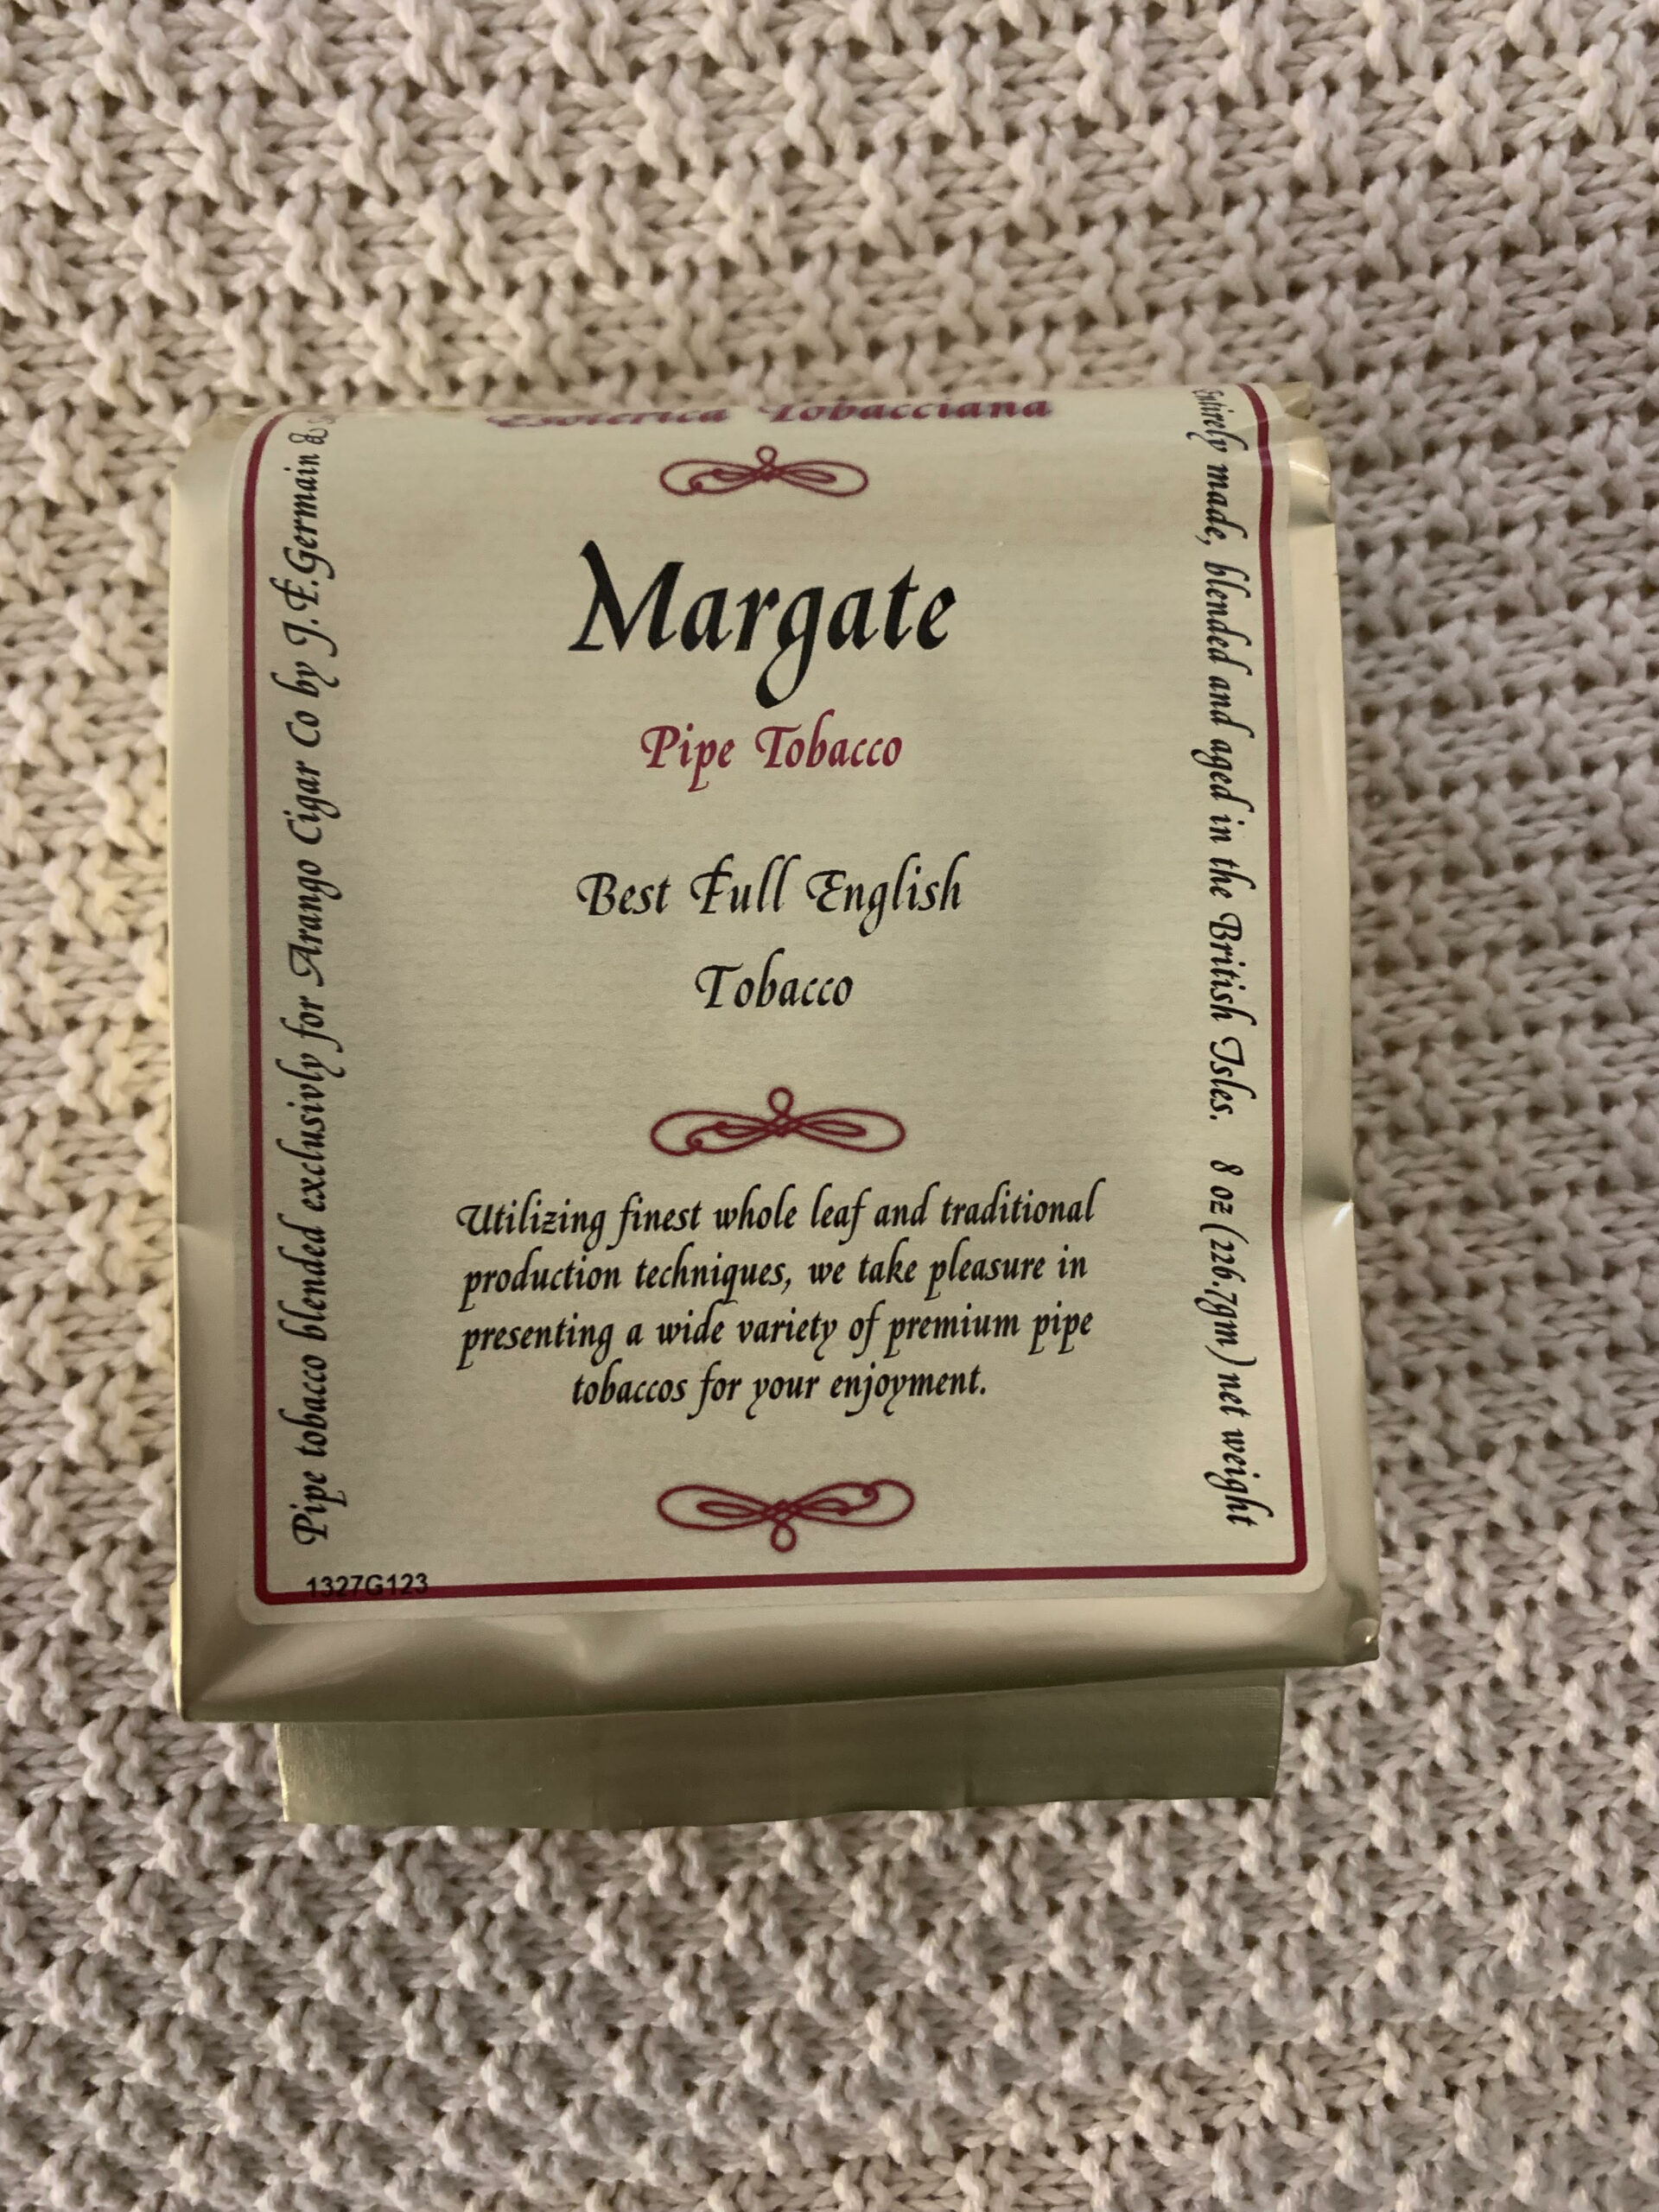 Esoterica Tobacciana
Margate
Pipe Tobacco
Best Full English
Tobacco
Utilizing finest whole leaf and traditional
production techniques, we take pleasure in
presenting a wide variety of premium pipe
tobaccos for your enjoyment.
Pipe tobacco blended exclusivly for Arango Cigar Co by J.F.Germain &
Entirely made, blended and aged in the British Isles. 8 oz (226.7gm) net weight
1327G123